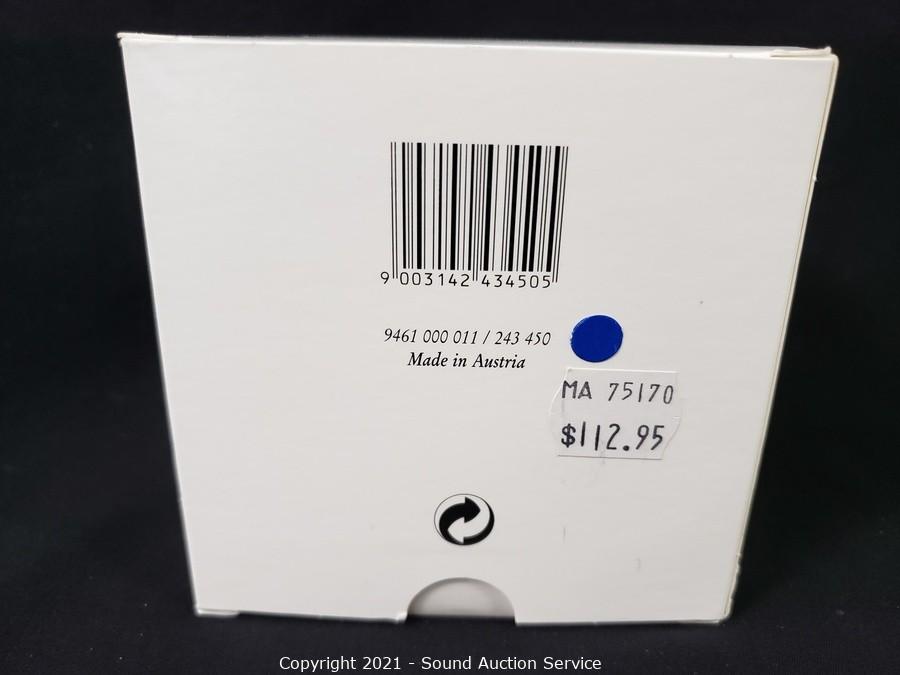 9 003142 434505
9461 000 011 / 243 450
Made in Austria
MA 75170
$112.95
Copyright 2021 - Sound Auction Service